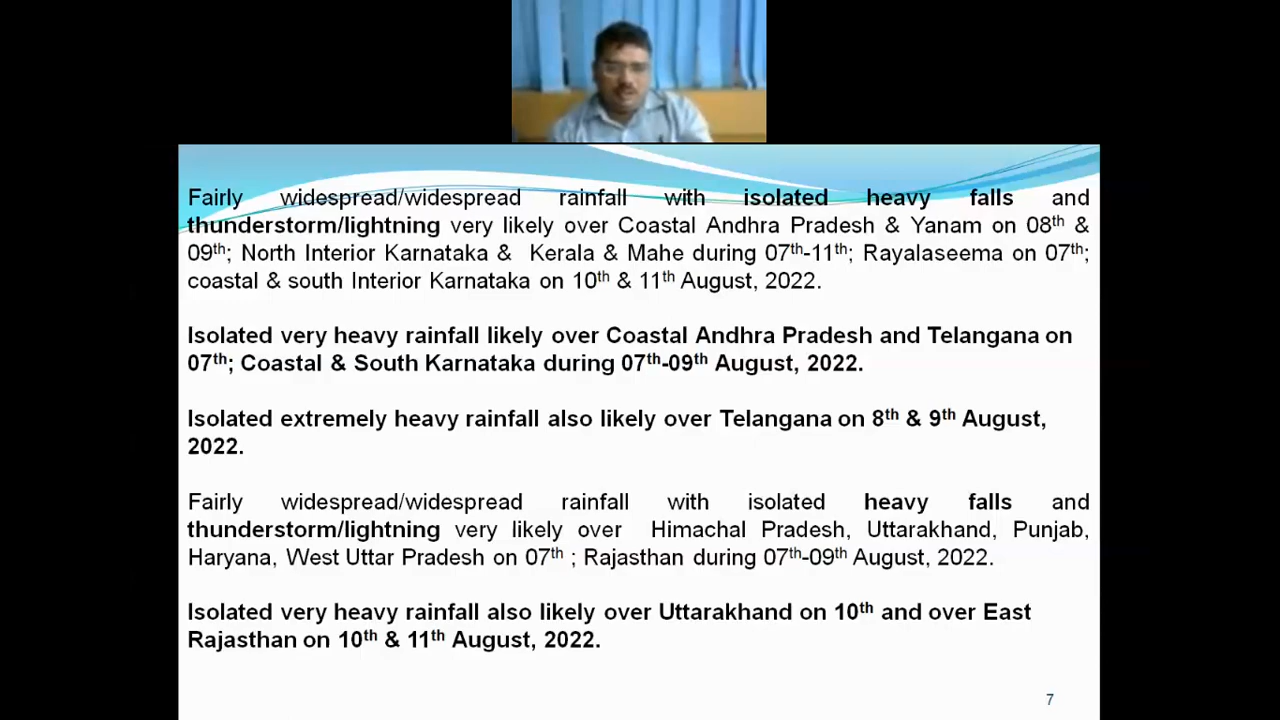 Fairly widespread/widespread rainfall with isolated heavy falls and
thunderstorm/lightning very likely over Coastal Andhra Pradesh & Yanam on 08th &
09th; North Interior Karnataka & Kerala & Mahe during 07th-11th; Rayalaseema on 07th;
coastal & south Interior Karnataka on 10th & 11th August, 2022.
Isolated very heavy rainfall likely over Coastal Andhra Pradesh and Telangana on
07th; Coastal & South Karnataka during 07th-09th August, 2022.
Isolated extremely heavy rainfall also likely over Telangana on 8th & 9th August,
2022.
Fairly widespread/widespread rainfall with isolated heavy falls and
thunderstorm/lightning very likely over Himachal Pradesh, Uttarakhand, Punjab,
Haryana, West Uttar Pradesh on 07th ; Rajasthan during 07th-09th August, 2022.
Isolated very heavy rainfall also likely over Uttarakhand on 10th and over East
Rajasthan on 10th & 11th August, 2022.
7